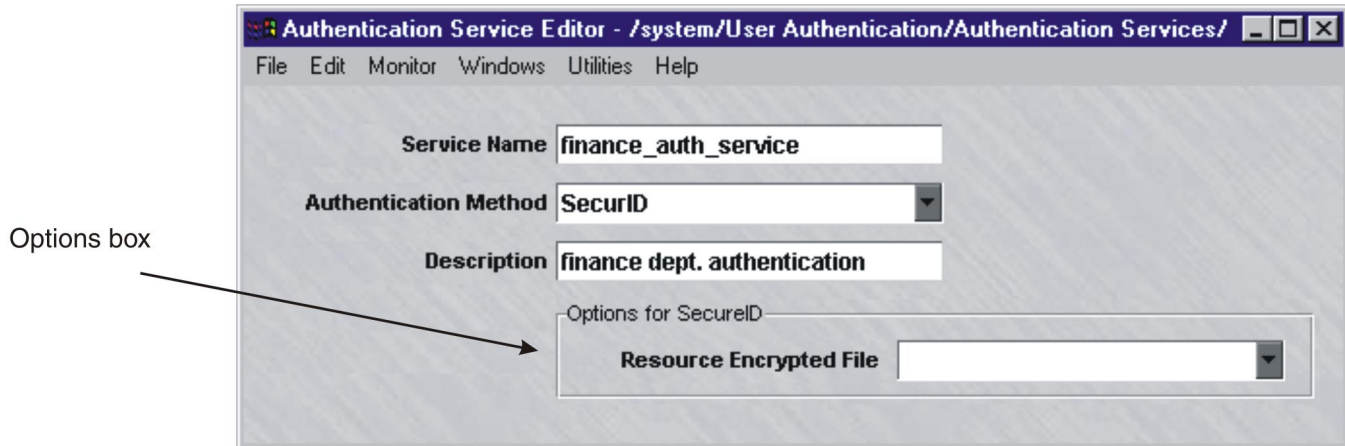 Authentication Service Editor - /system/User Authentication/Authentication Services/
File Edit Monitor Windows Utilities Help
Service Name finance_auth_service
Authentication Method SecurID
Options box
Description finance dept. authentication
Options for SecureID
Resource Encrypted File